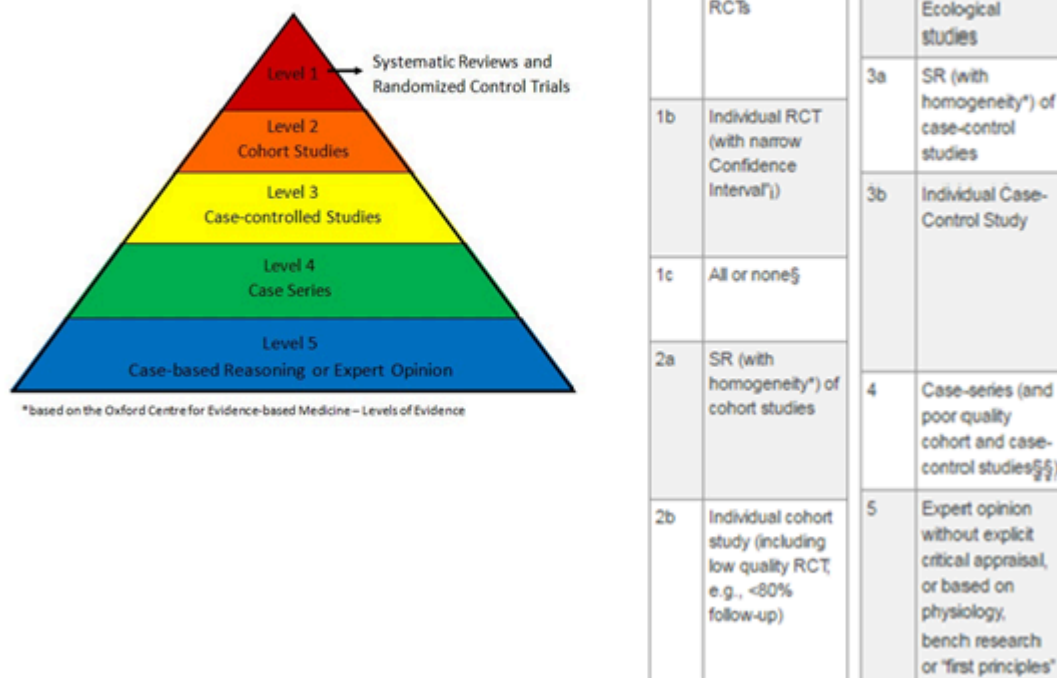 Level 1
Systematic Reviews and
Randomized Control Trials
Level 2
Cohort Studies
Level 3
Case-controlled Studies
Level 4
Case Series
Level 5
Case-based Reasoning or Expert Opinion
*based on the Oxford Centre for Evidence-based Medicine – Levels of Evidence
RCTs
1b
Individual RCT
(with narrow
Confidence
Interval"¡)
1c
All or none§
2a
SR (with
homogeneity*) of
cohort studies
2b
Individual cohort
study (including
low quality RCT;
e.g., <80%
follow-up)
Ecological
studies
3a
SR (with
homogeneity*) of
case-control
studies
3b
Individual Case-
Control Study
4
Case-series (and
poor quality
cohort and case-
control studies§§)
5
Expert opinion
without explicit
critical appraisal,
or based on
physiology,
bench research
or "first principles"